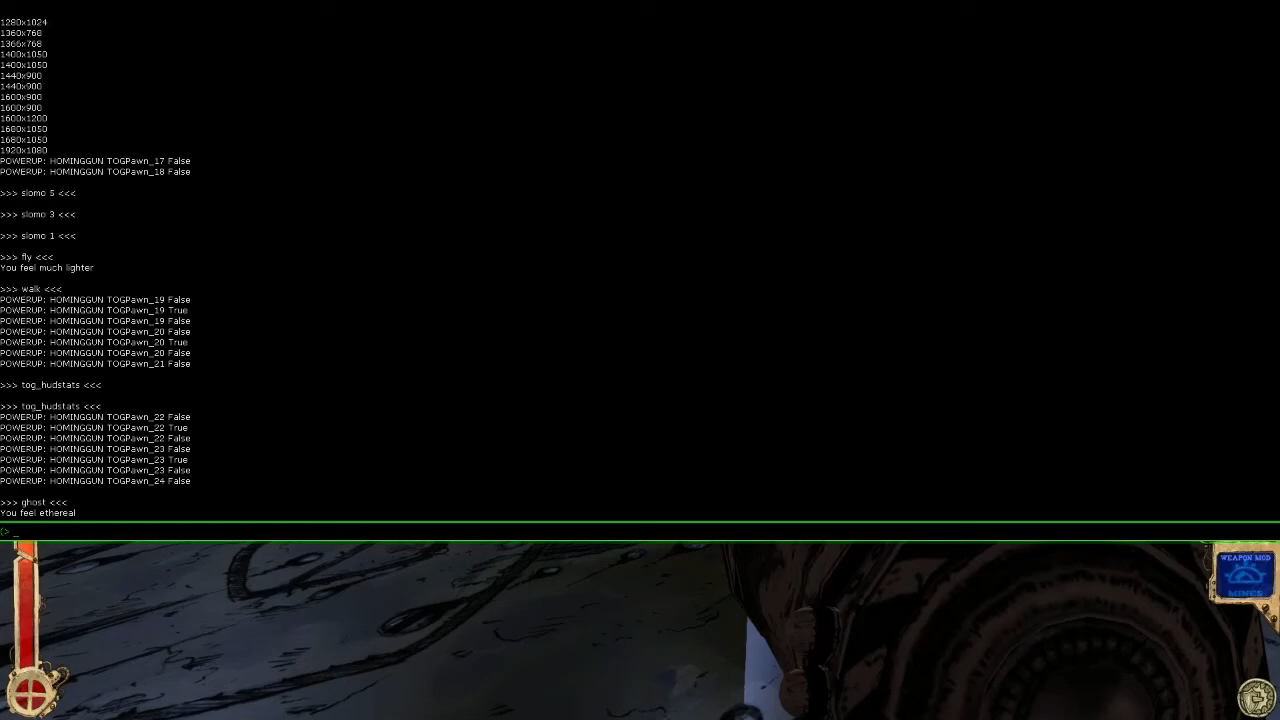 1280x1024
1360x768
1366x768
1400x1050
1400x1050
1440x900
1440x900
1600x900
1600x900
1600x1200
1680x1050
1680x1050
1920x1080
POWERUP: HOMINGGUN TOGPawn_17 False
POWERUP: HOMINGGUN TOGPawn_18 False
>>> slomo 5 <<<
>>> slomo 3 <<<
>>> slomo 1 <<<
>>> fly <<<
You feel much lighter
>>> walk <<<
POWERUP: HOMINGGUN TOGPawn_19 False
POWERUP: HOMINGGUN TOGPawn_19 True
POWERUP: HOMINGGUN TOGPawn_19 False
POWERUP: HOMINGGUN TOGPawn_20 False
POWERUP: HOMINGGUN TOGPawn_20 True
POWERUP: HOMINGGUN TOGPawn_20 False
POWERUP: HOMINGGUN TOGPawn_21 False
>>> tog_hudstats <<<
>>> tog_hudstats <<<
POWERUP: HOMINGGUN TOGPawn_22 False
POWERUP: HOMINGGUN TOGPawn_22 True
POWERUP: HOMINGGUN TOGPawn_22 False
POWERUP: HOMINGGUN TOGPawn_23 False
POWERUP: HOMINGGUN TOGPawn_23 True
POWERUP: HOMINGGUN TOGPawn_23 False
POWERUP: HOMINGGUN TOGPawn_24 False
>>> ghost <<<
You feel ethereal
(> _
WEAPON MOD
MINES